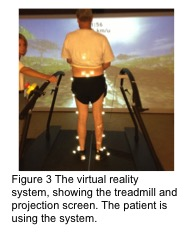 Figure 3 The virtual reality
system, showing the treadmill and
projection screen. The patient is
using the system.